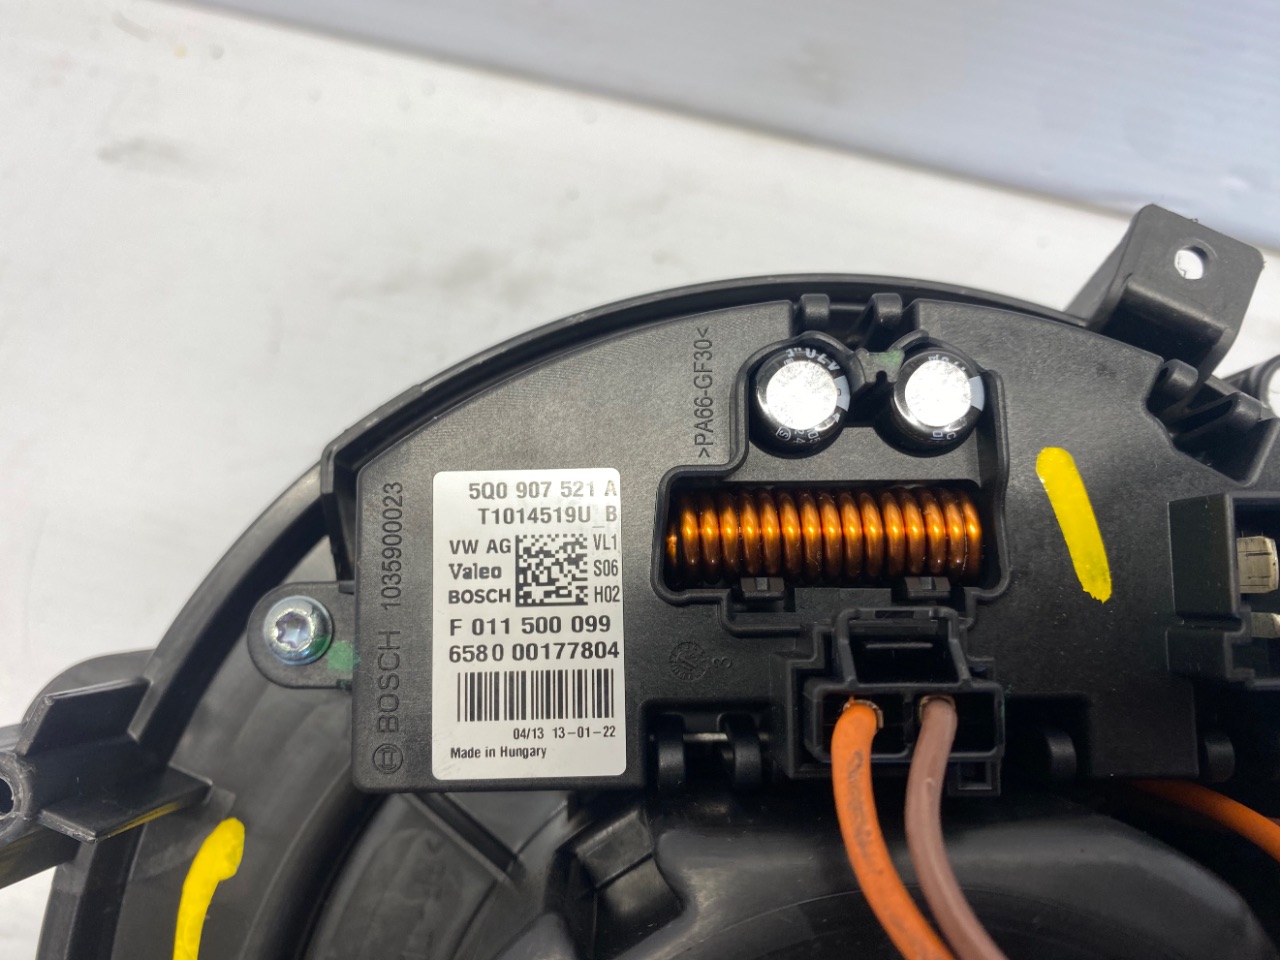 5Q0 907 521 A
T1014519U_B
VW AG
VL1
Valeo
S06
BOSCH
H02
F 011 500 099
6580 00177804
04/13 13-01-22
Made in Hungary
BOSCH 1035900023
>PA66-GF30<